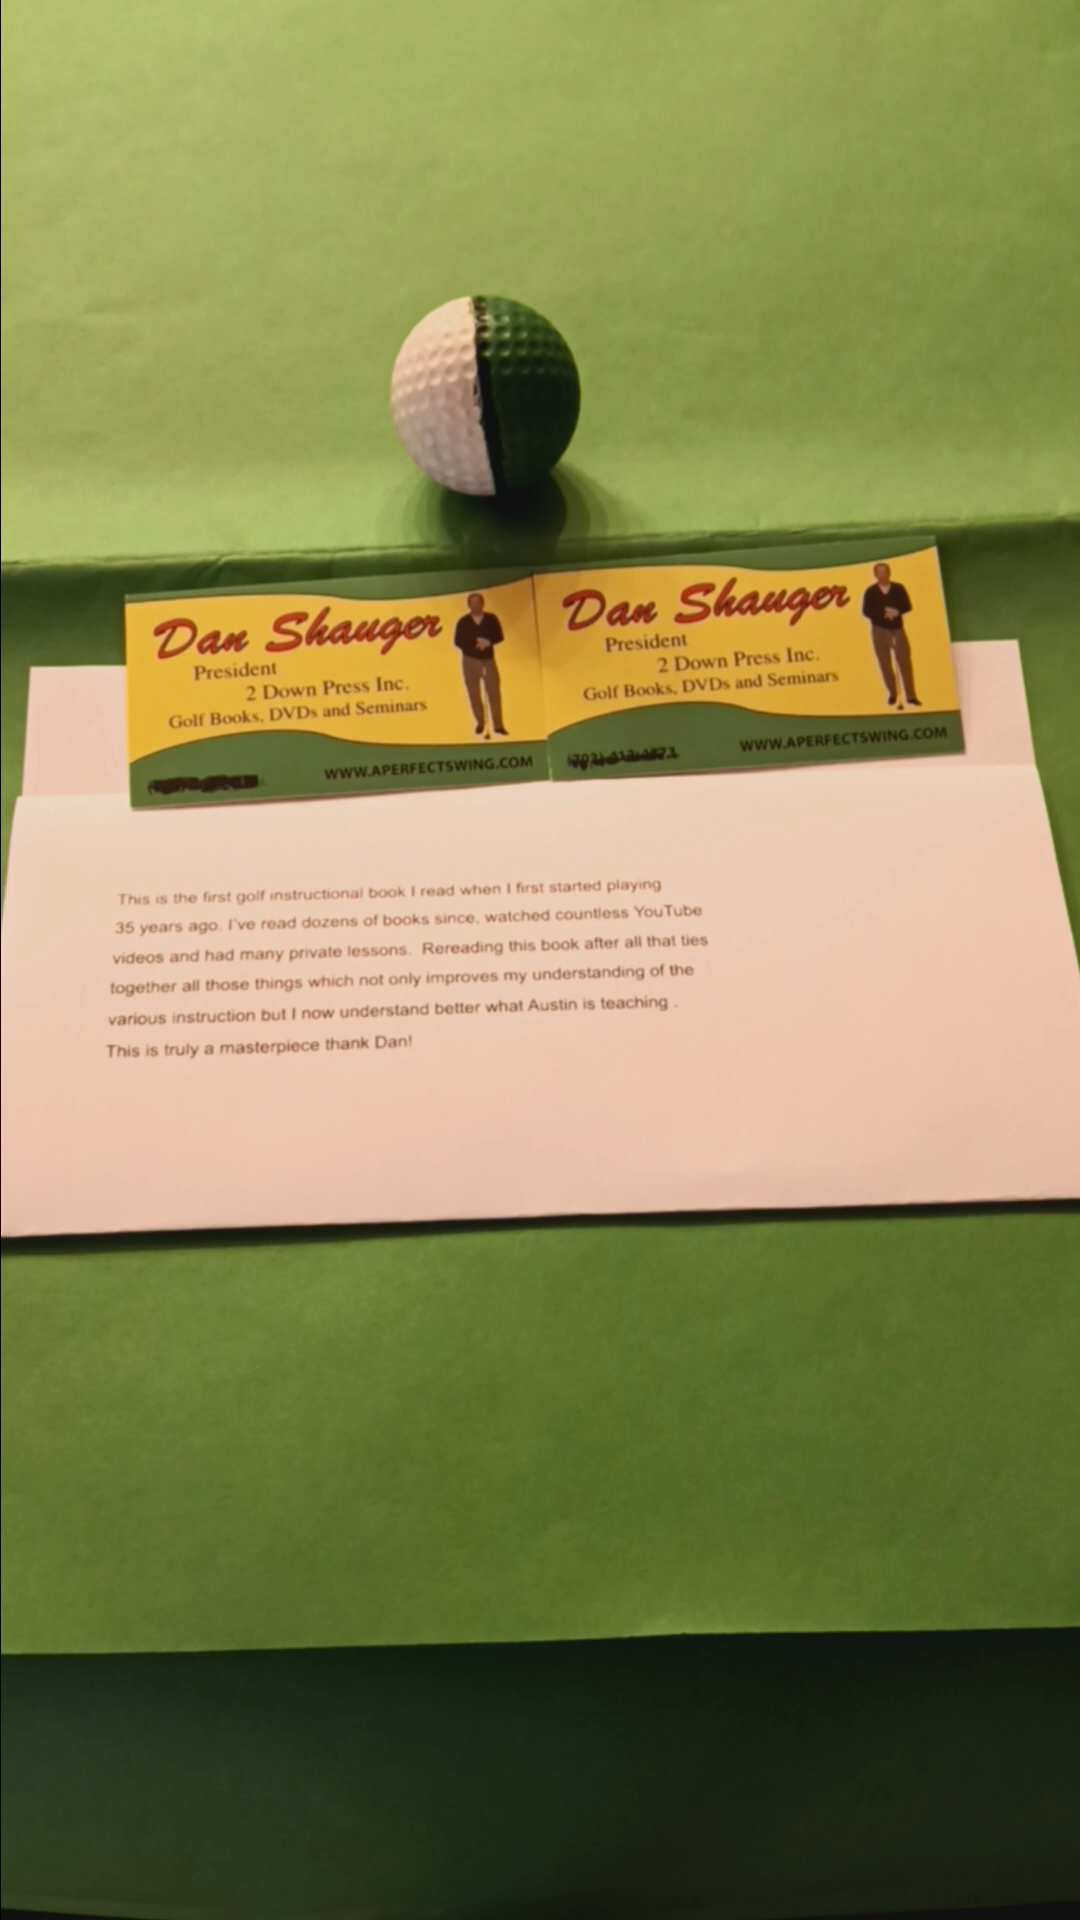 Dan Shauger
President
2 Down Press Inc.
Golf Books, DVDs and Seminars
WWW.APERFECTSWING.COM
Dan Shauger
President
2 Down Press Inc.
Golf Books, DVDs and Seminars
WWW.APERFECTSWING.COM
This is the first golf instructional book I read when I first started playing
35 years ago. I've read dozens of books since, watched countless YouTube
videos and had many private lessons. Rereading this book after all that ties
together all those things which not only improves my understanding of the
various instruction but I now understand better what Austin is teaching .
This is truly a masterpiece thank Dan!